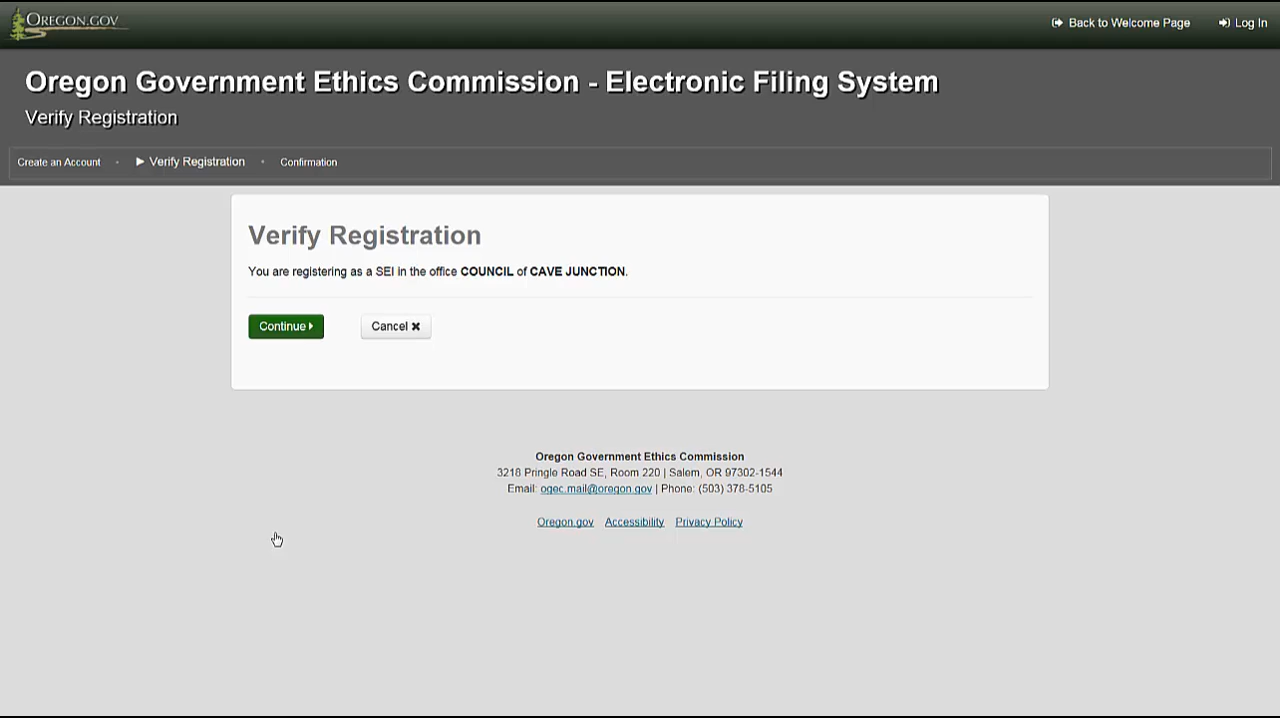 OREGON.GOV
Back to Welcome Page Log In
Oregon Government Ethics Commission - Electronic Filing System
Verify Registration
Create an Account Verify Registration Confirmation
Verify Registration
You are registering as a SEI in the office COUNCIL of CAVE JUNCTION.
Continue Cancel
Oregon Government Ethics Commission
3218 Pringle Road SE, Room 220 | Salem, OR 97302-1544
Email: ogec.mail@oregon.gov | Phone: (503) 378-5105
Oregon.gov Accessibility Privacy Policy